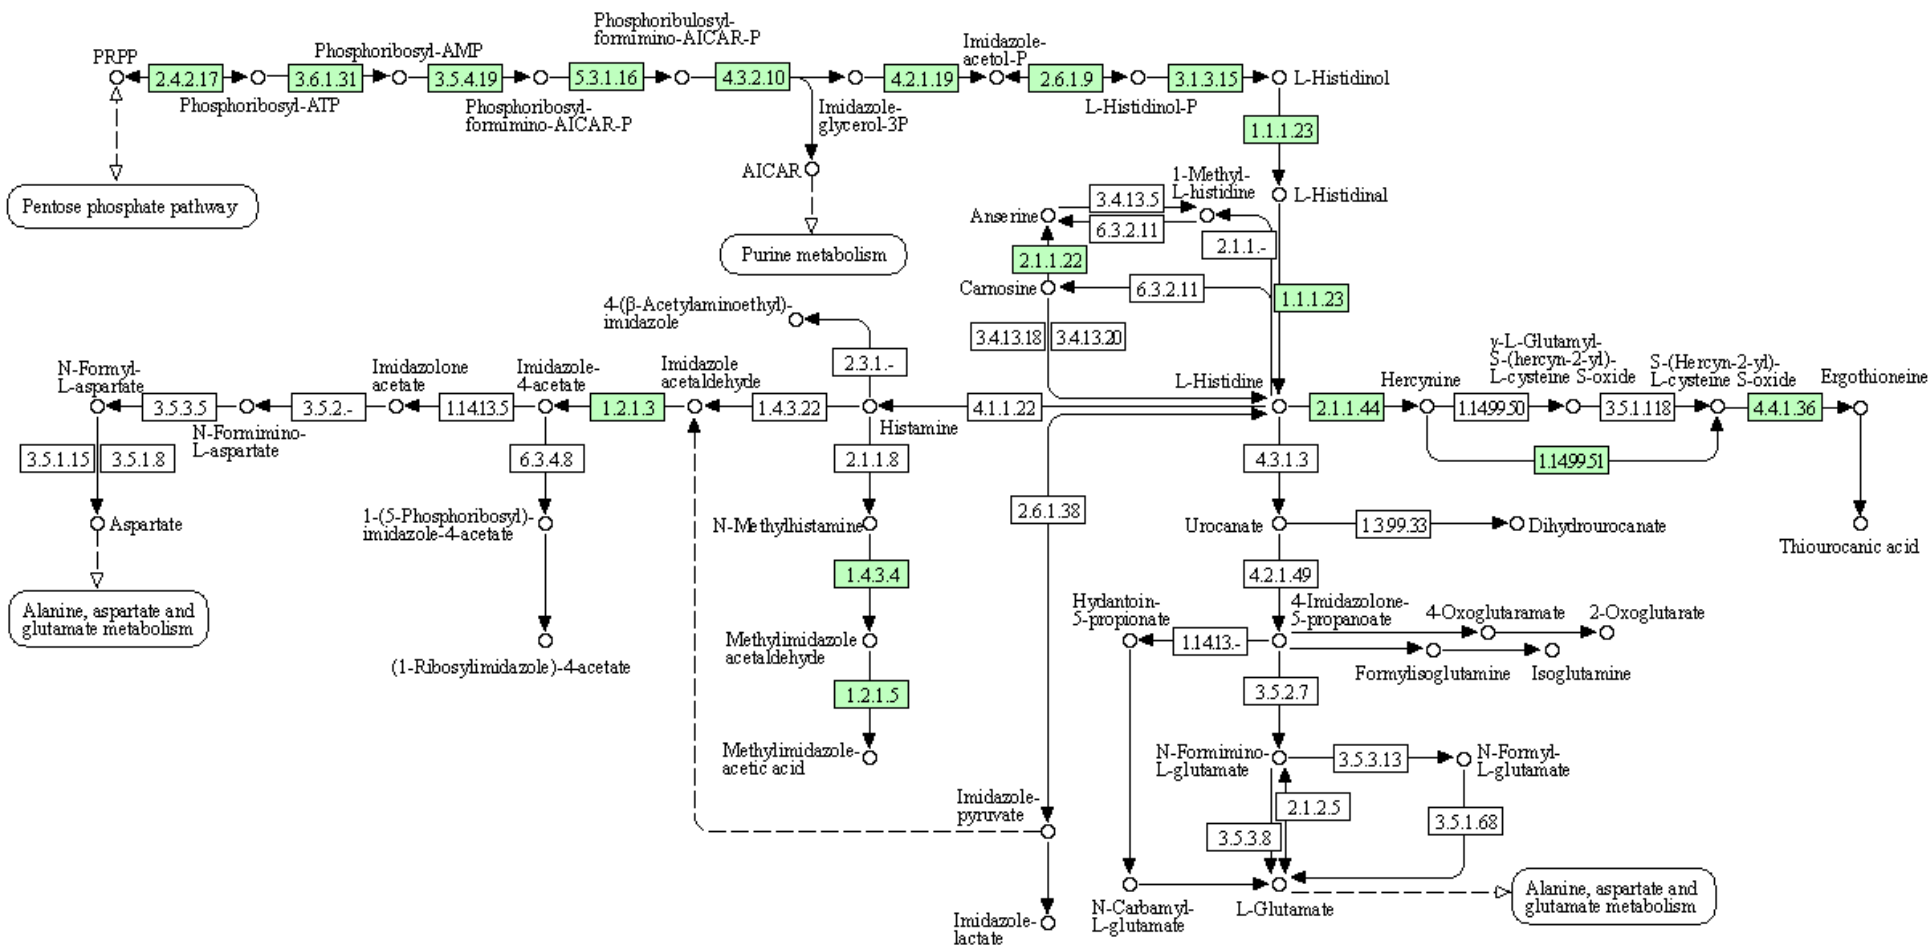 Phosphoribulosyl-
formimino-AICAR-P
PRPP
Phosphoribosyl-AMP
Imidazole-
acetol-P
2.4.2.17
3.6.1.31
3.5.4.19
5.3.1.16
4.3.2.10
4.2.1.19
2.6.1.9
3.1.3.15
L-Histidinol
Phosphoribosyl-ATP
Phosphoribosyl-
formimino-AICAR-P
Imidazole-
glycerol-3P
L-Histidinol-P
1.1.1.23
AICAR
1-Methyl-
L-histidine
L-Histidinal
Pentose phosphate pathway
Anserine
3.4.13.5
6.3.2.11
2.1.1.-
Purine metabolism
2.1.1.22
Carnosine
6.3.2.11
1.1.1.23
4-(β-Acetylaminoethyl)-
imidazole
3.4.13.18
3.4.13.20
2.3.1.-
N-Formyl-
L-aspartate
Imidazolone
acetate
Imidazole-
4-acetate
Imidazole
acetaldehyde
L-Histidine
Hercynine
γ-L-Glutamyl-
S-(hercyn-2-yl)-
L-cysteine S-oxide
S-(Hercyn-2-yl)-
L-cysteine S-oxide
Ergothioneine
3.5.3.5
3.5.2.-
1.14.13.5
1.2.1.3
1.4.3.22
4.1.1.22
2.1.1.44
1.14.99.50
3.5.1.118
4.4.1.36
N-Formimino-
L-aspartate
Histamine
3.5.1.15
3.5.1.8
6.3.4.8
2.1.1.8
4.3.1.3
1.14.99.51
2.6.1.38
Aspartate
1-(5-Phosphoribosyl)-
imidazole-4-acetate
N-Methylhistamine
Urocanate
1.3.99.33
Dihydrourocanate
Thiourocanic acid
1.4.3.4
4.2.1.49
Alanine, aspartate and
glutamate metabolism
Hydantoin-
5-propionate
4-Imidazolone-
5-propanoate
4-Oxoglutaramate
2-Oxoglutarate
(1-Ribosylimidazole)-4-acetate
Methylimidazole
acetaldehyde
1.14.13.-
Formylisoglutamine
Isoglutamine
1.2.1.5
3.5.2.7
Methylimidazole-
acetic acid
N-Formimino-
L-glutamate
3.5.3.13
N-Formyl-
L-glutamate
Imidazole-
pyruvate
2.1.2.5
3.5.3.8
3.5.1.68
N-Carbamyl-
L-glutamate
L-Glutamate
Alanine, aspartate and
glutamate metabolism
Imidazole-
lactate